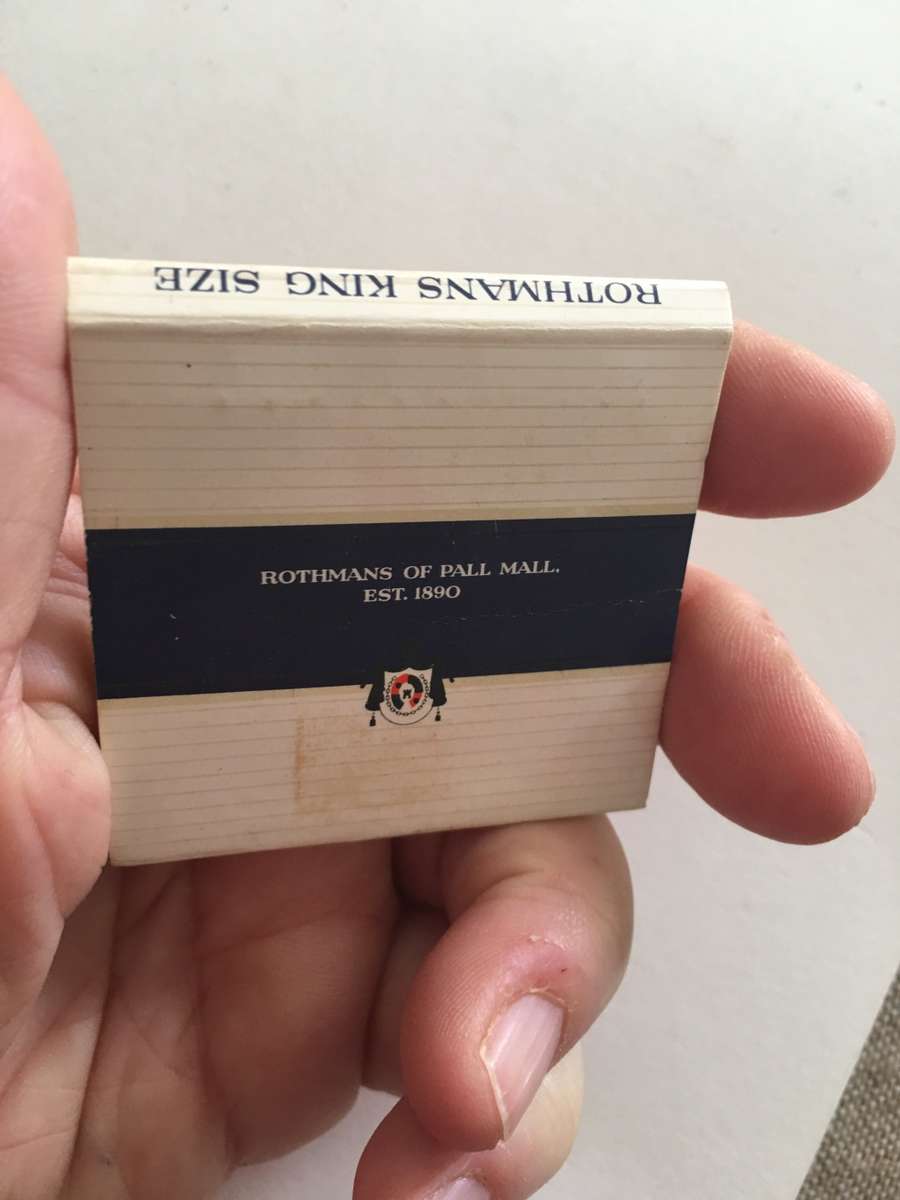 ROTHMANS KING SIZE
ROTHMANS OF PALL MALL.
EST. 1890